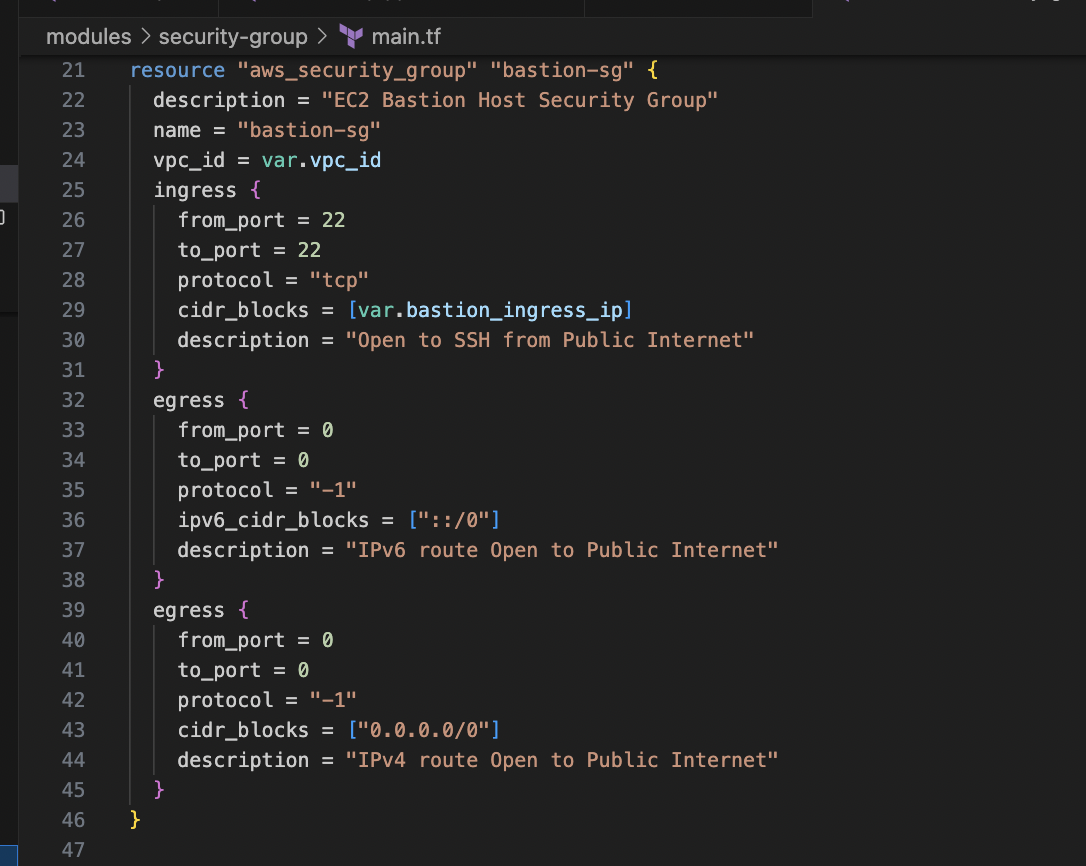 modules > security-group > main.tf
21 resource "aws_security_group" "bastion-sg" {
22 description = "EC2 Bastion Host Security Group"
23 name = "bastion-sg"
24 vpc_id = var.vpc_id
25 ingress {
26 from_port = 22
27 to_port = 22
28 protocol = "tcp"
29 cidr_blocks = [var.bastion_ingress_ip]
30 description = "Open to SSH from Public Internet"
31 }
32 egress {
33 from_port = 0
34 to_port = 0
35 protocol = "-1"
36 ipv6_cidr_blocks = ["::/0"]
37 description = "IPv6 route Open to Public Internet"
38 }
39 egress {
40 from_port = 0
41 to_port = 0
42 protocol = "-1"
43 cidr_blocks = ["0.0.0.0/0"]
44 description = "IPv4 route Open to Public Internet"
45 }
46 }
47